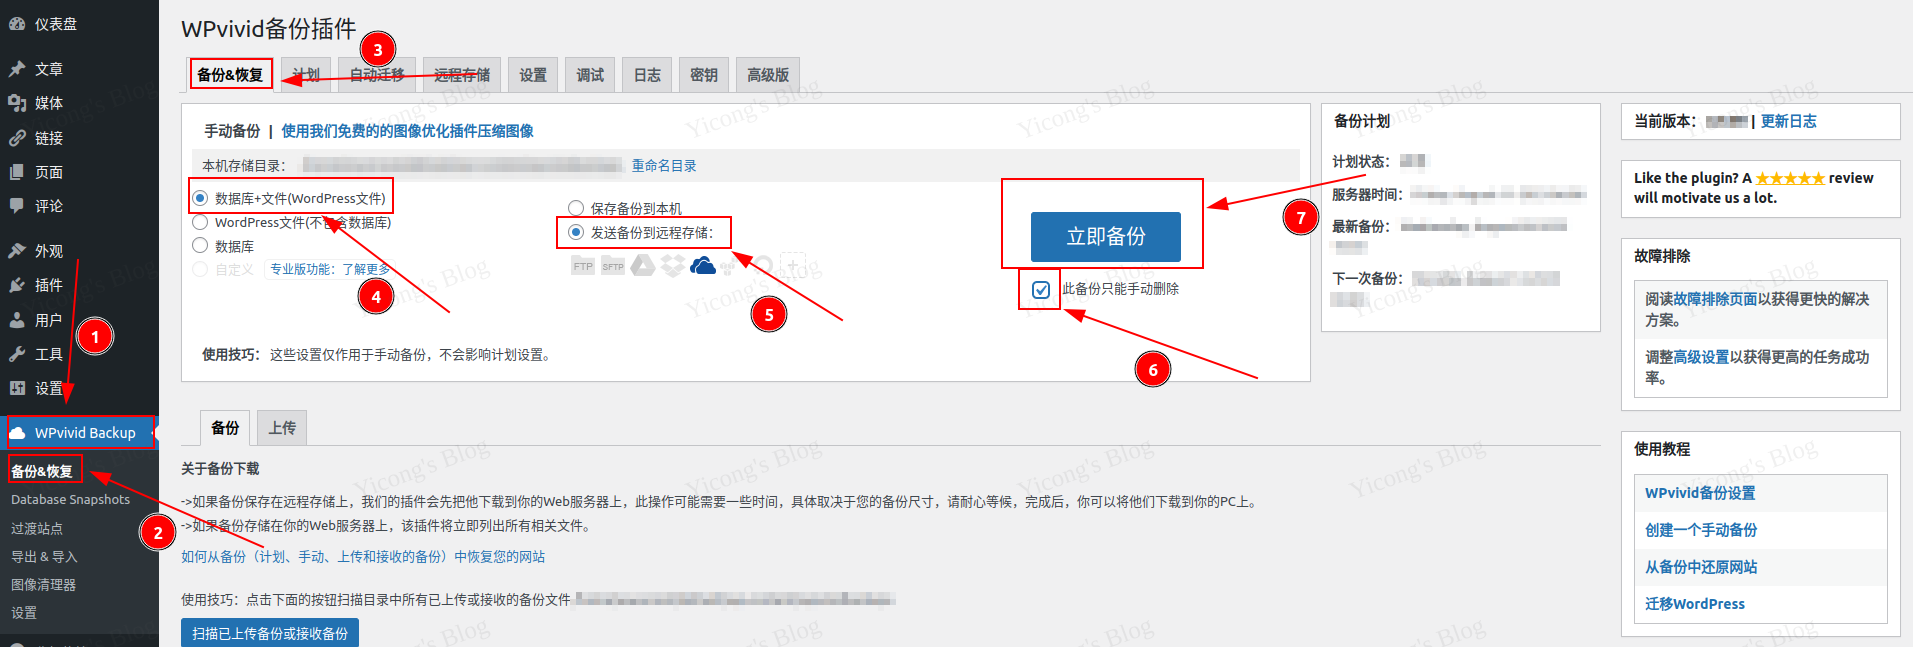 仪表盘
文章
媒体
链接
页面
评论
外观
插件
用户
工具
设置
WPvivid Backup
备份&恢复
Database Snapshots
过渡站点
导出 & 导入
图像清理器
设置
1
2
WPvivid备份插件
3
备份&恢复
计划
自动迁移
远程存储
设置
调试
日志
密钥
高级版
手动备份 | 使用我们免费的的图像优化插件压缩图像
本机存储目录：
重命名目录
数据库+文件(WordPress文件)
WordPress文件(不包含数据库)
数据库
自定义
专业版功能：了解更多
4
保存备份到本机
发送备份到远程存储：
FTP
SFTP
5
立即备份
此备份只能手动删除
6
7
使用技巧： 这些设置仅作用于手动备份，不会影响计划设置。
备份计划
计划状态：
服务器时间：
最新备份：
下一次备份：
当前版本： | 更新日志
Like the plugin? A ★★★★★ review
will motivate us a lot.
故障排除
阅读故障排除页面以获得更快的解决
方案。
调整高级设置以获得更高的任务成功
率。
使用教程
WPvivid备份设置
创建一个手动备份
从备份中还原网站
迁移WordPress
备份
上传
关于备份下载
->如果备份保存在远程存储上，我们的插件会先把他下载到你的Web服务器上，此操作可能需要一些时间，具体取决于您的备份尺寸，请耐心等候，完成后，你可以将他们下载到你的PC上。
->如果备份存储在你的Web服务器上，该插件将立即列出所有相关文件。
如何从备份（计划、手动、上传和接收的备份）中恢复您的网站
使用技巧：点击下面的按钮扫描目录中所有已上传或接收的备份文件
扫描已上传备份或接收备份
Yicong's Blog